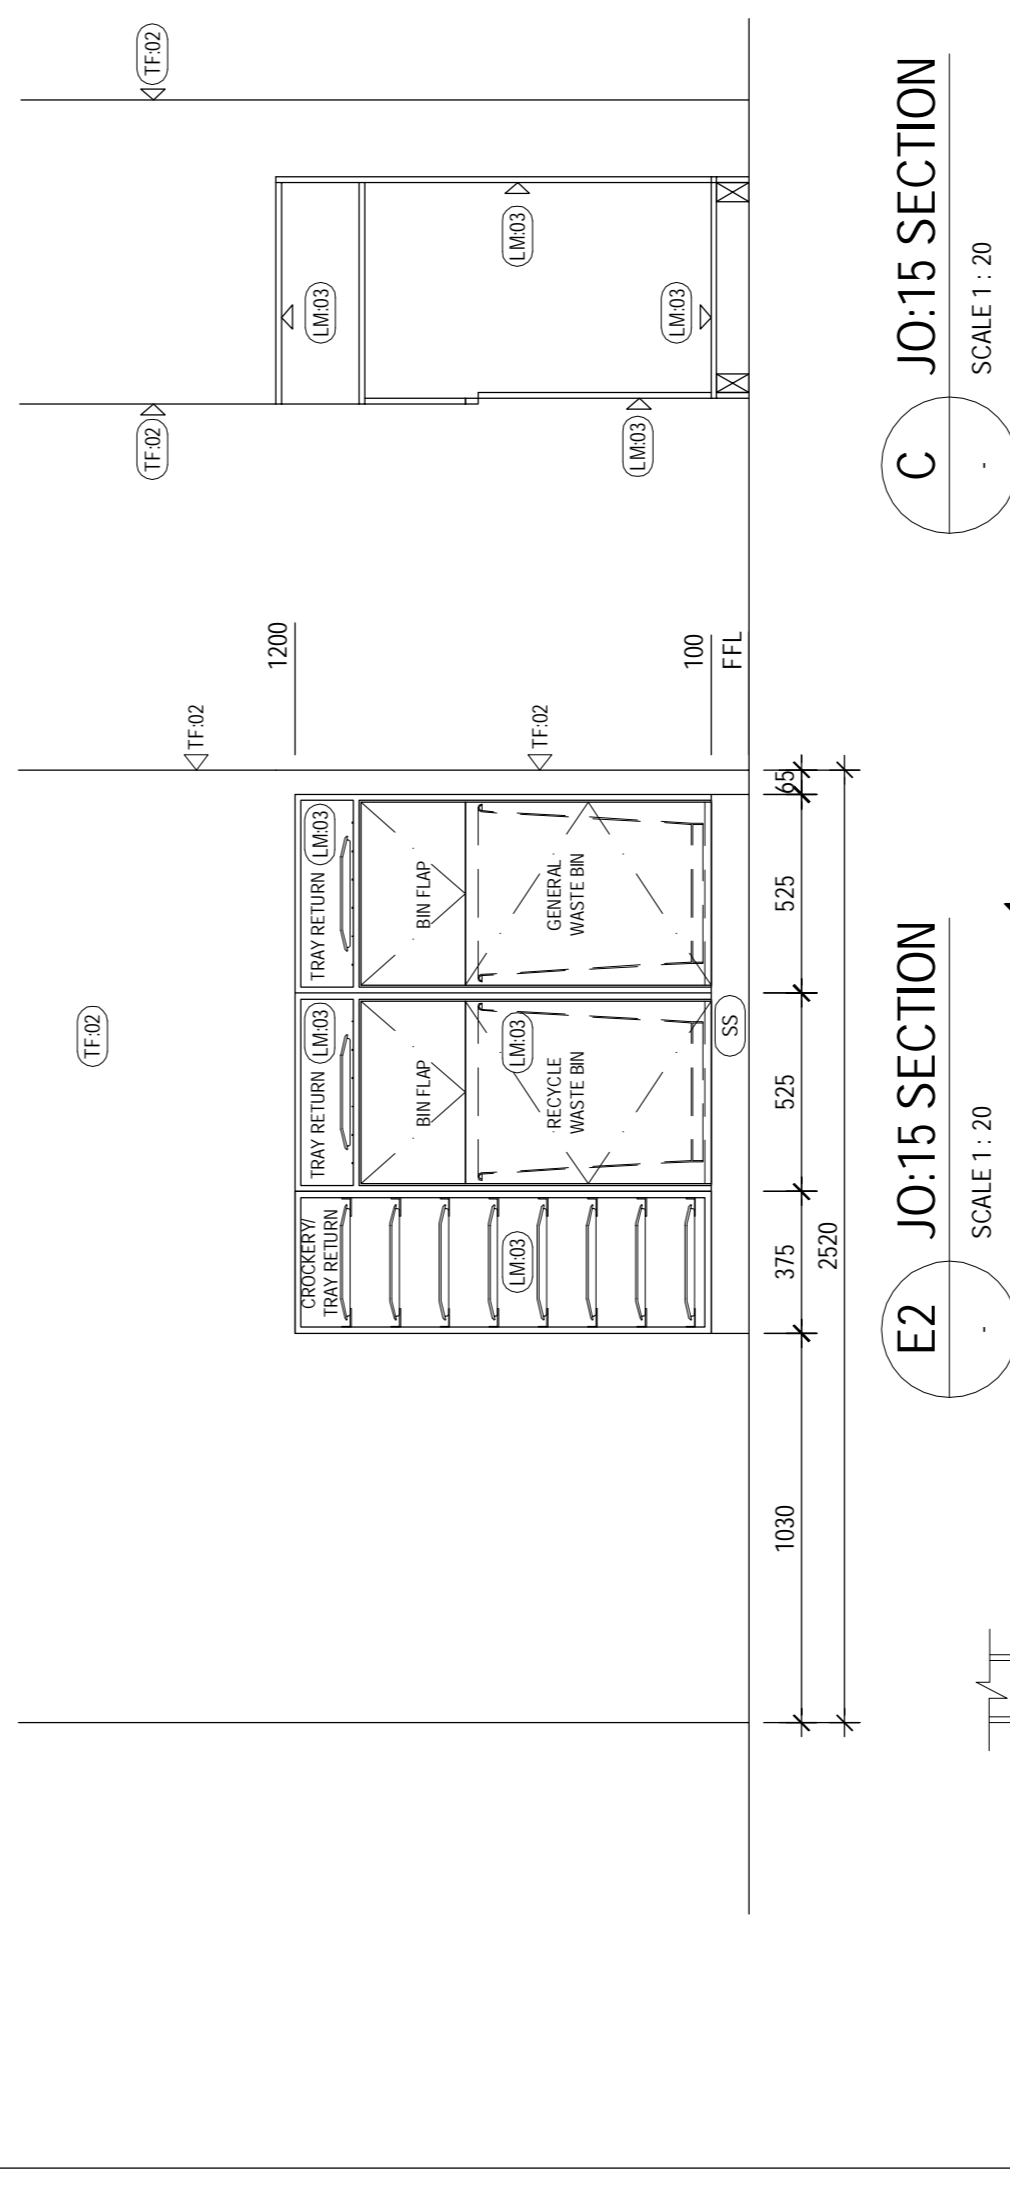 TF:02
TF:02
TF:02
1200
100
FFL
CROCKERY/
TRAY RETURN
LM:03
TRAY RETURN
LM:03
BIN FLAP
LM:03
RECYCLE
WASTE BIN
TRAY RETURN
LM:03
BIN FLAP
GENERAL
WASTE BIN
SS
1030
375
525
525
65
2520
E2
-
JO:15 SECTION
SCALE 1 : 20
TF:02
TF:02
LM:03
LM:03
LM:03
LM:03
C
-
JO:15 SECTION
SCALE 1 : 20